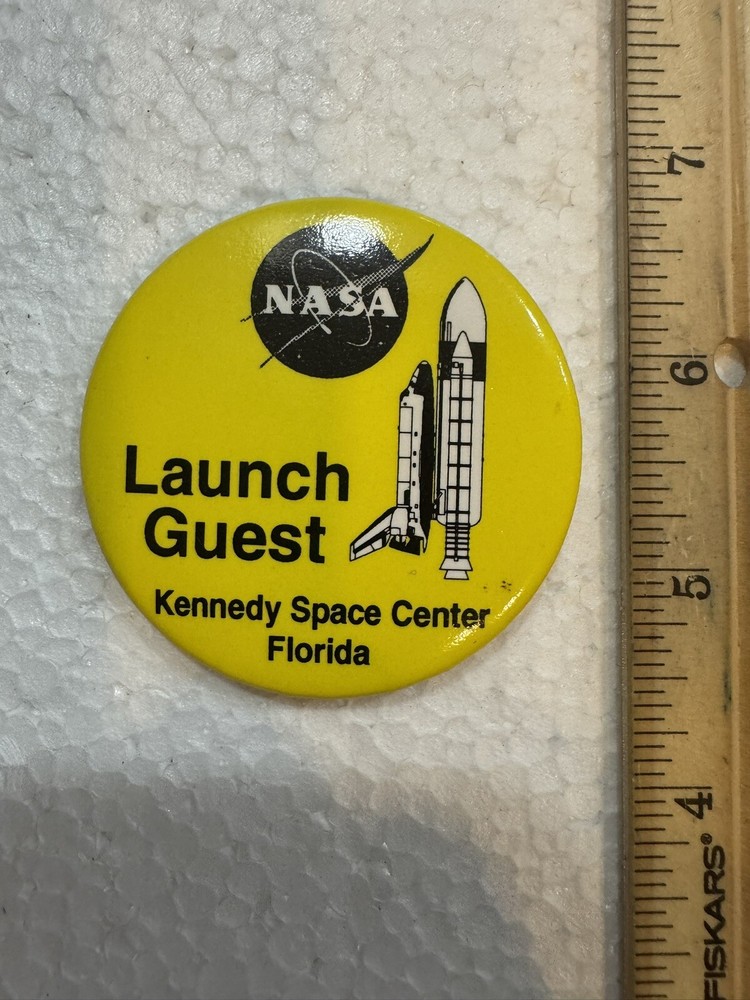 NASA
Launch
Guest
Kennedy Space Center
Florida
7
6
5
4
FISKARS®